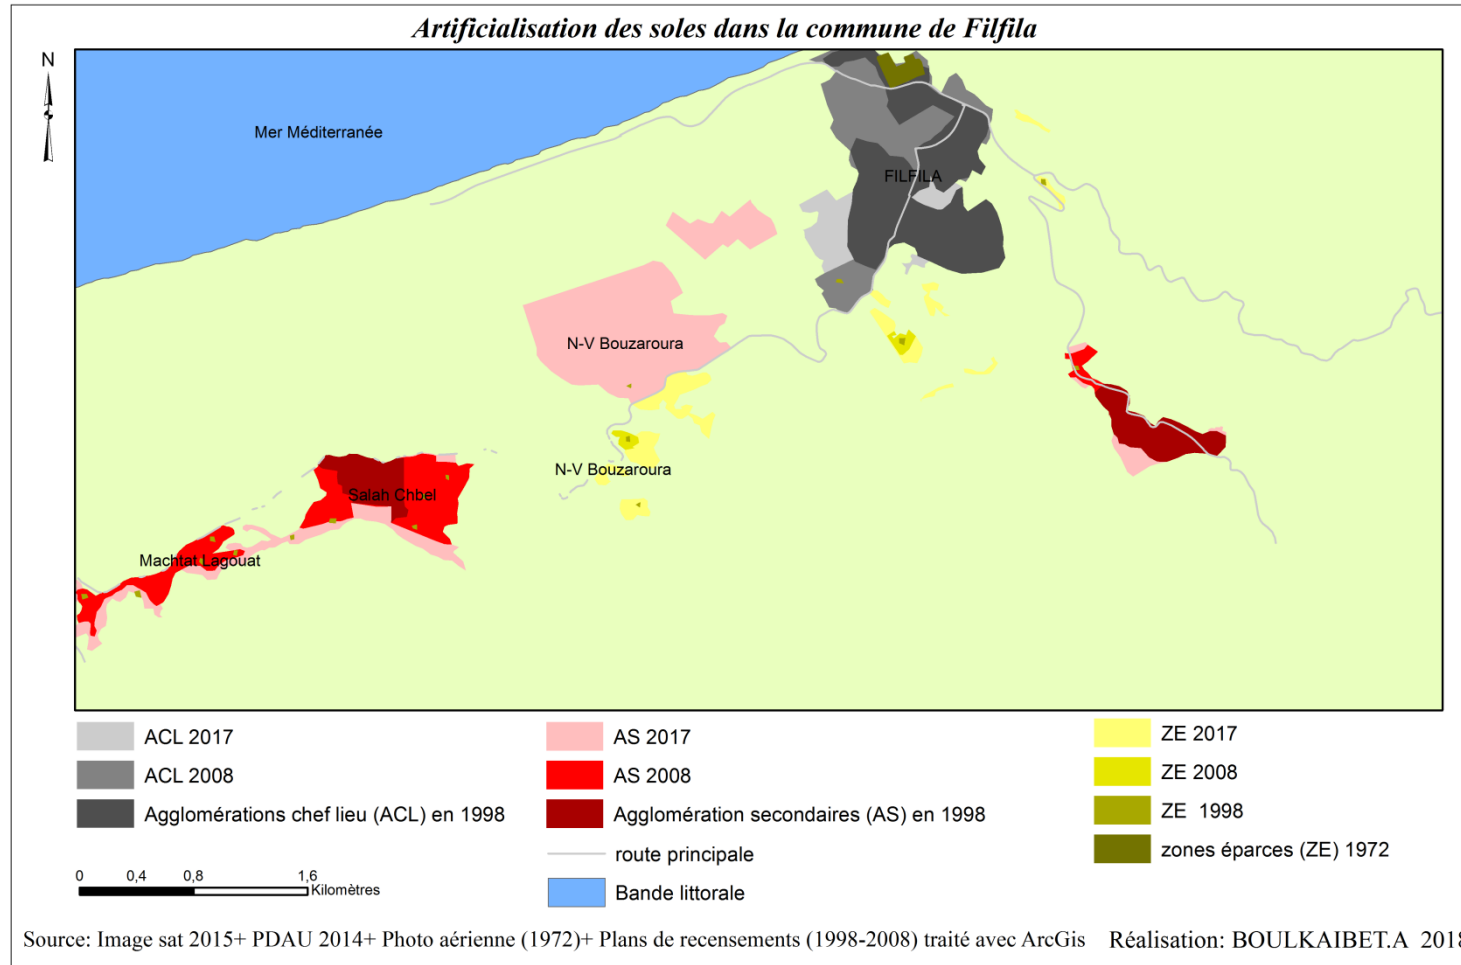 Artificialisation des soles dans la commune de Filfila
N
Mer Méditerranée
FILFILA
N-V Bouzaroura
N-V Bouzaroura
Salah Chbel
Machtat Lagouat
ACL 2017
ACL 2008
Agglomérations chef lieu (ACL) en 1998
AS 2017
AS 2008
Agglomération secondaires (AS) en 1998
route principale
Bande littorale
ZE 2017
ZE 2008
ZE 1998
zones éparces (ZE) 1972
0 0,4 0,8 1,6
Kilomètres
Source: Image sat 2015+ PDAU 2014+ Photo aérienne (1972)+ Plans de recensements (1998-2008) traité avec ArcGis Réalisation: BOULKAIBET.A 2018